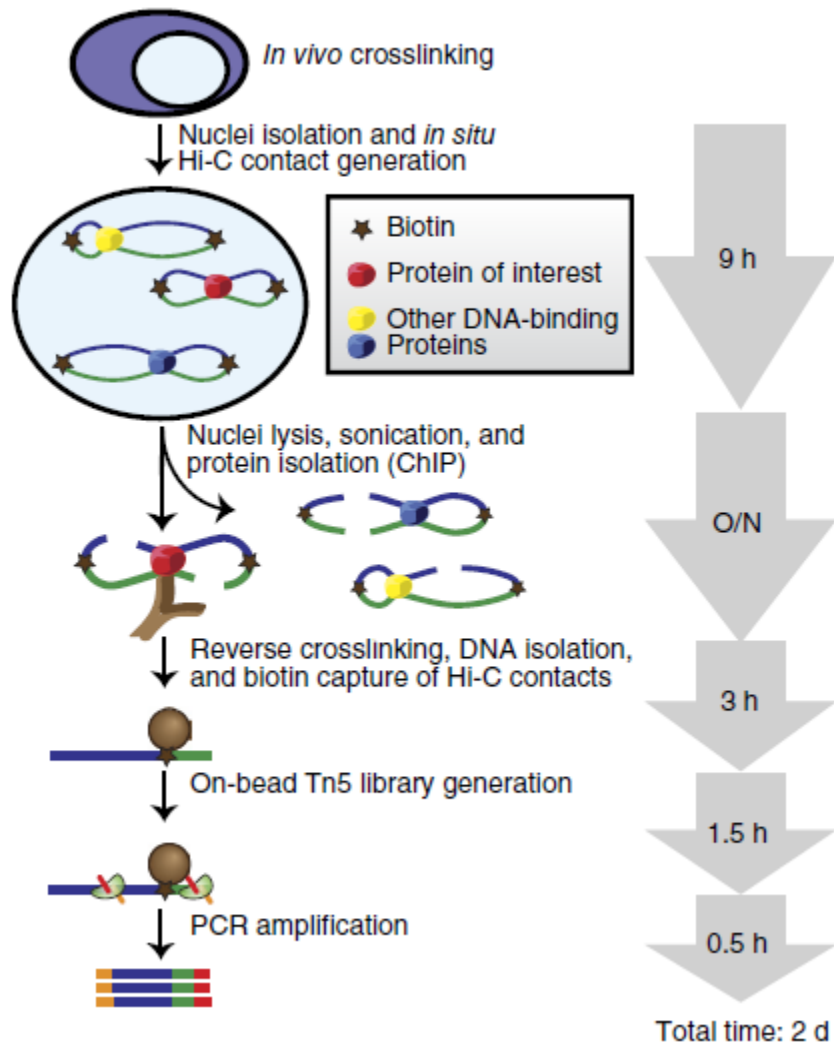 In vivo crosslinking
Nuclei isolation and in situ
Hi-C contact generation
Biotin
Protein of interest
Other DNA-binding
Proteins
9 h
Nuclei lysis, sonication, and
protein isolation (ChIP)
O/N
Reverse crosslinking, DNA isolation,
and biotin capture of Hi-C contacts
3 h
On-bead Tn5 library generation
1.5 h
PCR amplification
0.5 h
Total time: 2 d